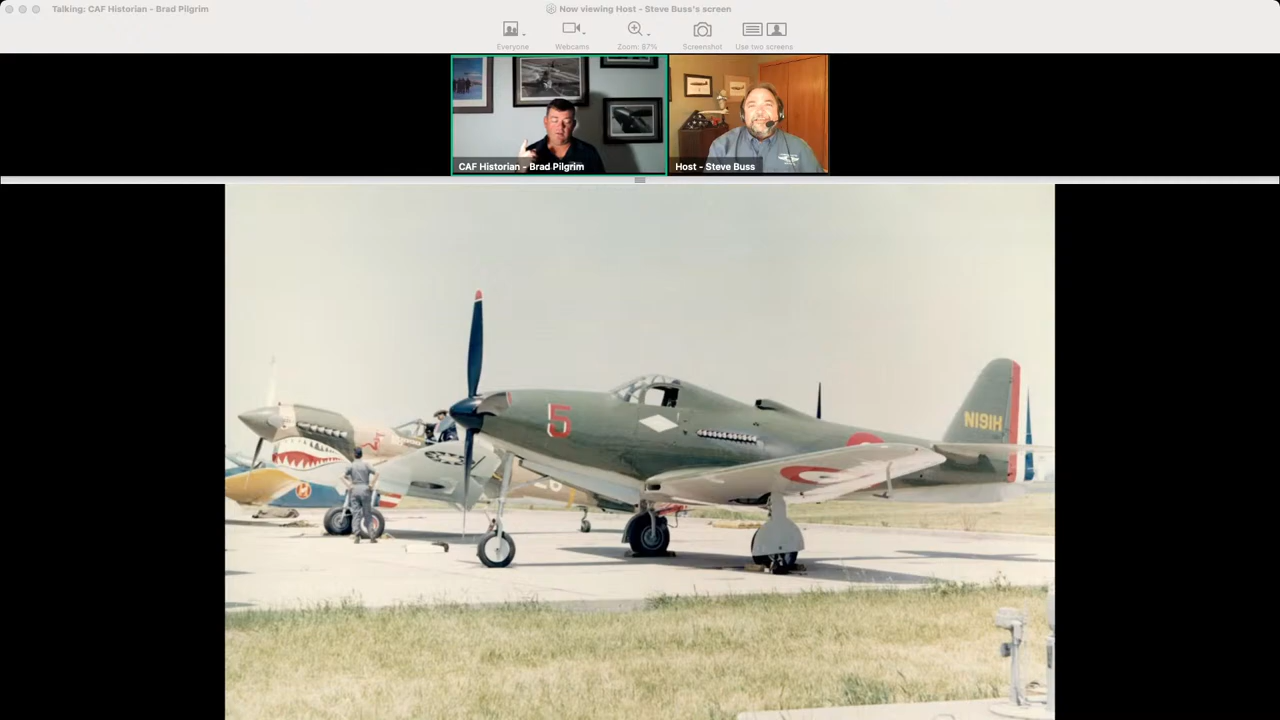 Talking: CAF Historian - Brad Pilgrim
Now viewing Host - Steve Buss's screen
Everyone
Webcams
Zoom: 67%
Screenshot
Use two screens
CAF Historian - Brad Pilgrim
Host - Steve Buss
5
N191H